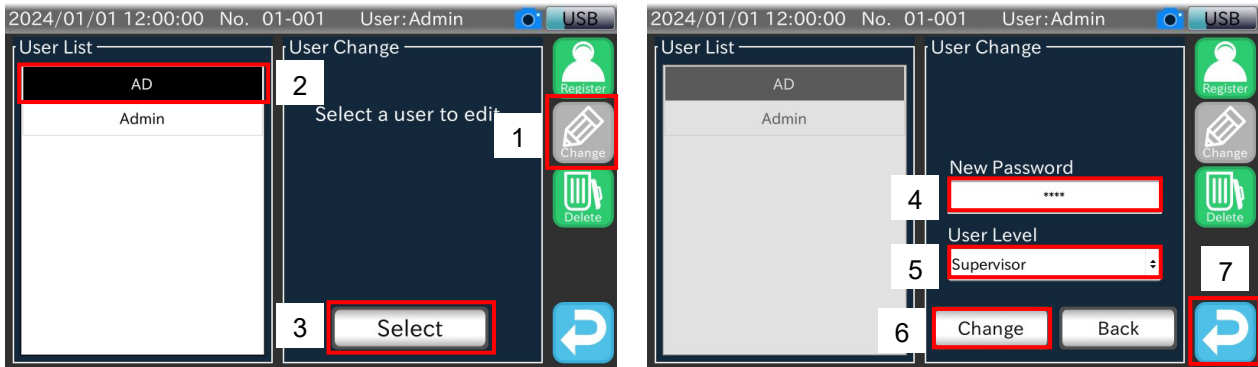 2024/01/01 12:00:00 No. 01-001 User:Admin USB
User List
AD
Admin
User Change
Select a user to edit
Select
Register
Change
Delete
1
2
3
2024/01/01 12:00:00 No. 01-001 User:Admin USB
User List
AD
Admin
User Change
New Password
****
User Level
Supervisor
Change
Back
Register
Change
Delete
4
5
6
7